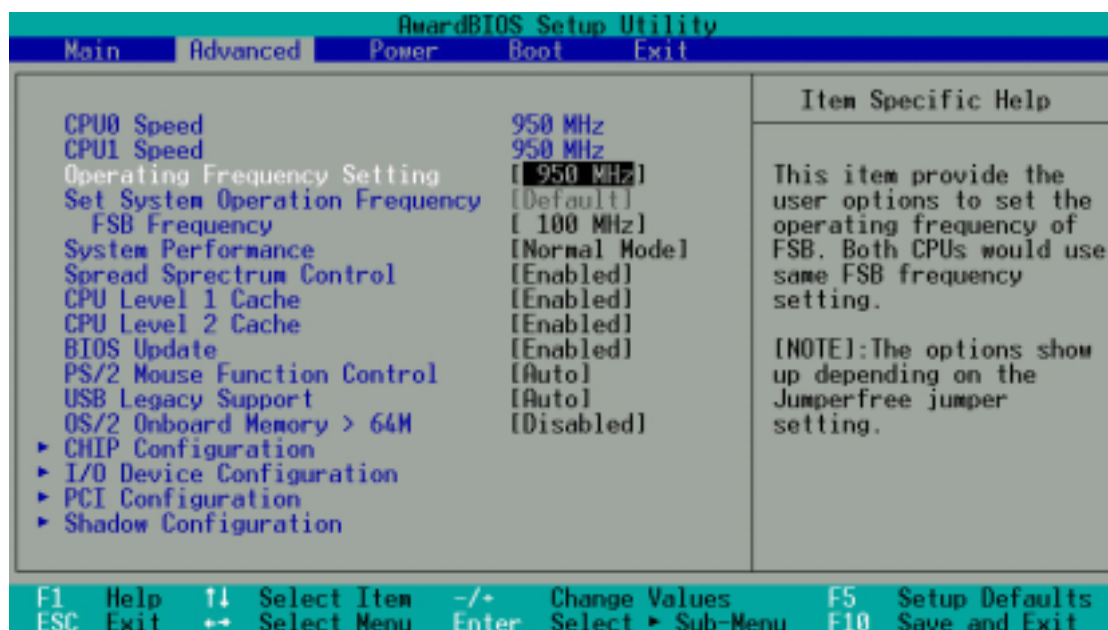 AwardBIOS Setup Utility
Main Advanced Power Boot Exit
CPU0 Speed 950 MHz
CPU1 Speed 950 MHz
Operating Frequency Setting [ 950 MHz]
Set System Operation Frequency [Default]
FSB Frequency [ 100 MHz]
System Performance [Normal Mode]
Spread Sprectrum Control [Enabled]
CPU Level 1 Cache [Enabled]
CPU Level 2 Cache [Enabled]
BIOS Update [Enabled]
PS/2 Mouse Function Control [Auto]
USB Legacy Support [Auto]
OS/2 Onboard Memory > 64M [Disabled]
► CHIP Configuration
► I/O Device Configuration
► PCI Configuration
► Shadow Configuration
Item Specific Help
This item provide the
user options to set the
operating frequency of
FSB. Both CPUs would use
same FSB frequency
setting.
[NOTE]:The options show
up depending on the
Jumperfree jumper
setting.
F1 Help ↑↓ Select Item -/+ Change Values F5 Setup Defaults
ESC Exit ←→ Select Menu Enter Select ► Sub-Menu F10 Save and Exit